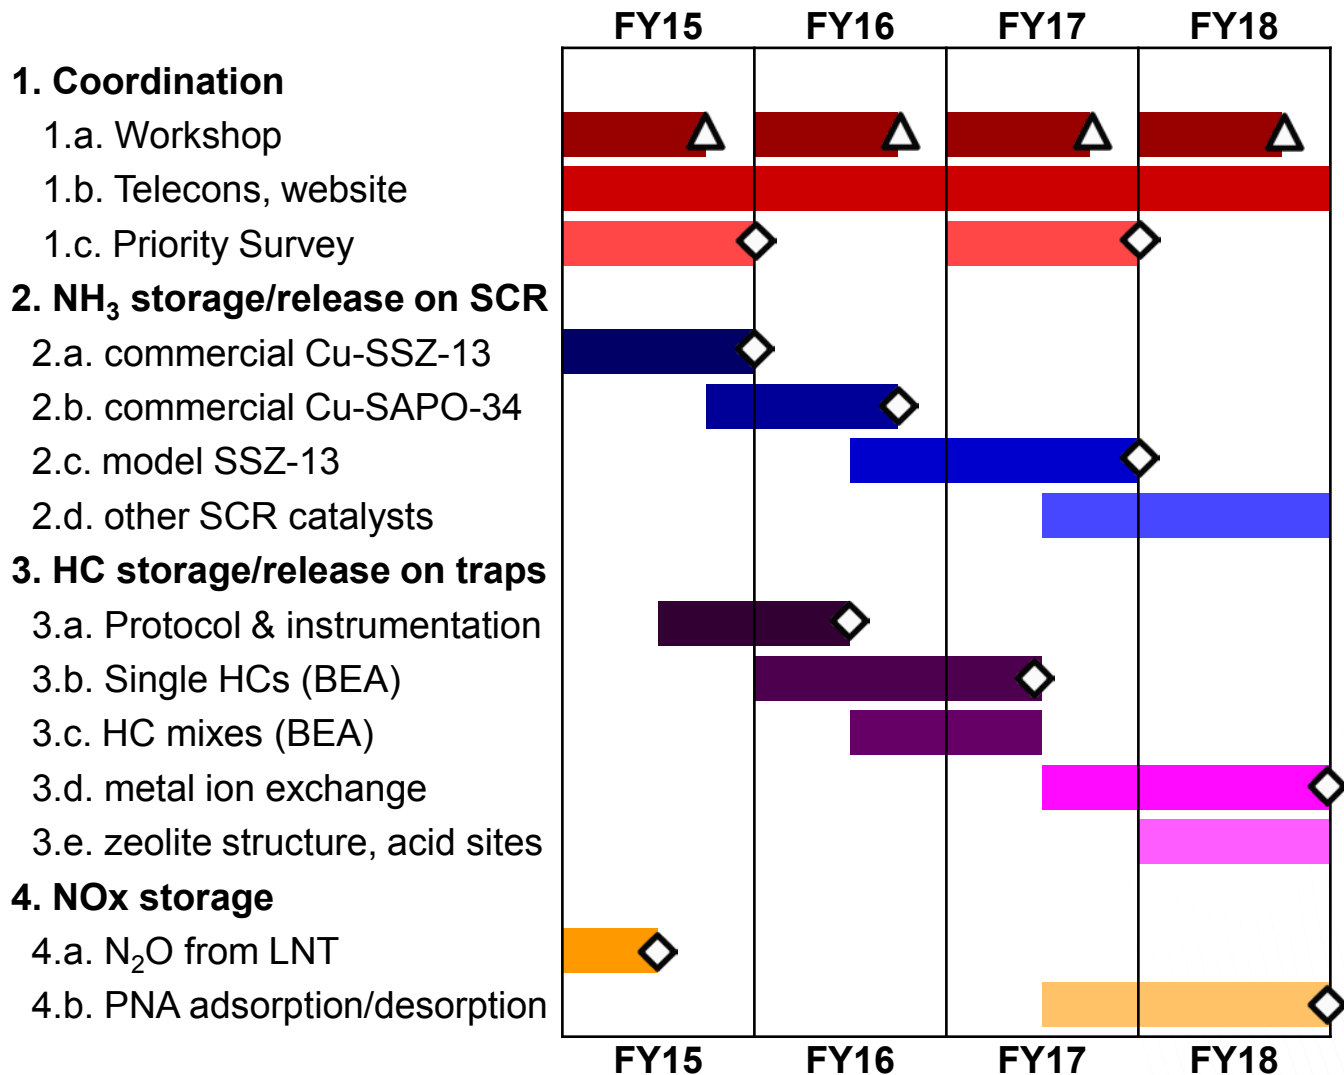 FY15 FY16 FY17 FY18
1. Coordination
1.a. Workshop
1.b. Telecons, website
1.c. Priority Survey
2. NH₃ storage/release on SCR
2.a. commercial Cu-SSZ-13
2.b. commercial Cu-SAPO-34
2.c. model SSZ-13
2.d. other SCR catalysts
3. HC storage/release on traps
3.a. Protocol & instrumentation
3.b. Single HCs (BEA)
3.c. HC mixes (BEA)
3.d. metal ion exchange
3.e. zeolite structure, acid sites
4. NOx storage
4.a. N₂O from LNT
4.b. PNA adsorption/desorption
FY15 FY16 FY17 FY18